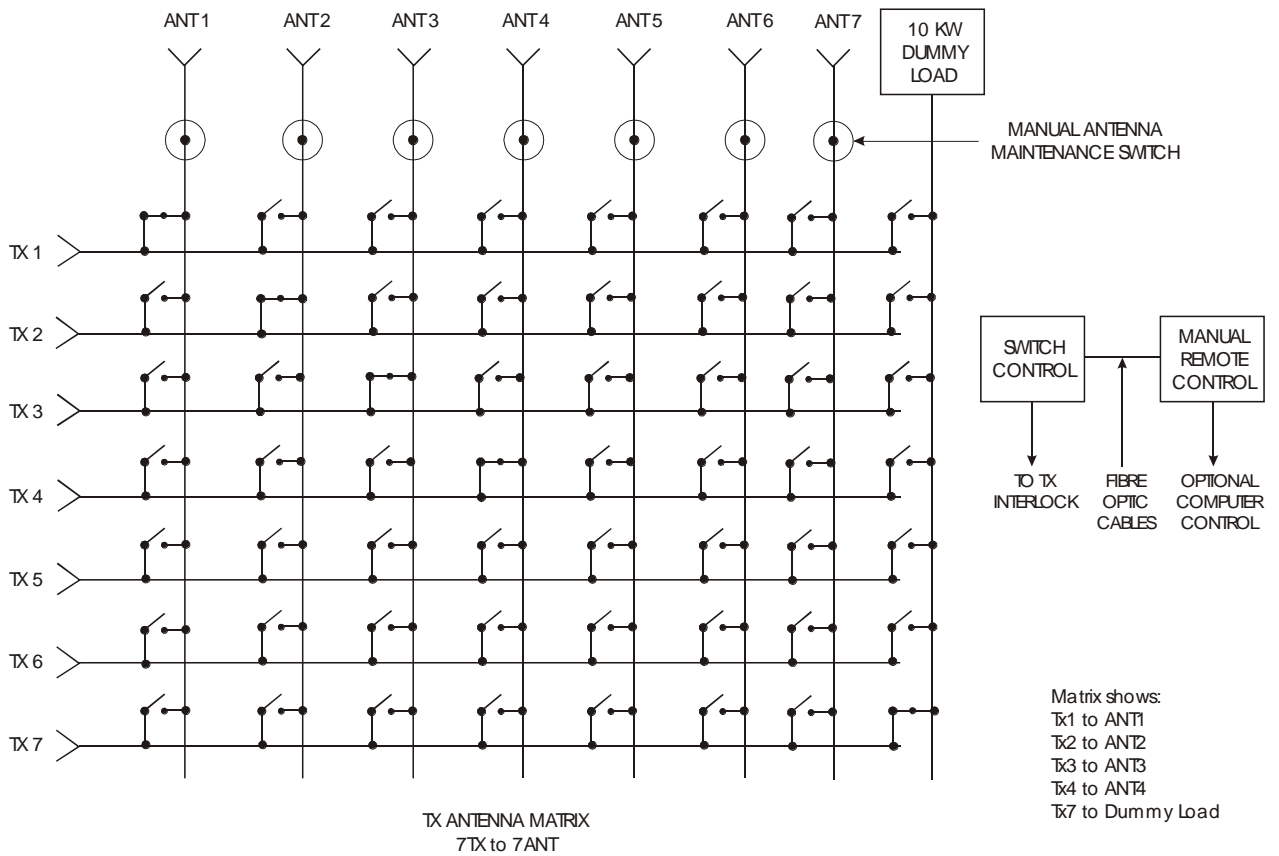 ANT1 ANT2 ANT3 ANT4 ANT5 ANT6 ANT7
10 KW
DUMMY
LOAD
MANUAL ANTENNA
MAINTENANCE SWITCH
TX 1
TX 2
TX 3
TX 4
TX 5
TX 6
TX 7
SWITCH
CONTROL
MANUAL
REMOTE
CONTROL
TO TX
INTERLOCK
FIBRE
OPTIC
CABLES
OPTIONAL
COMPUTER
CONTROL
Matrix shows:
Tx1 to ANT1
Tx2 to ANT2
Tx3 to ANT3
Tx4 to ANT4
Tx7 to Dummy Load
TX ANTENNA MATRIX
7TX to 7ANT